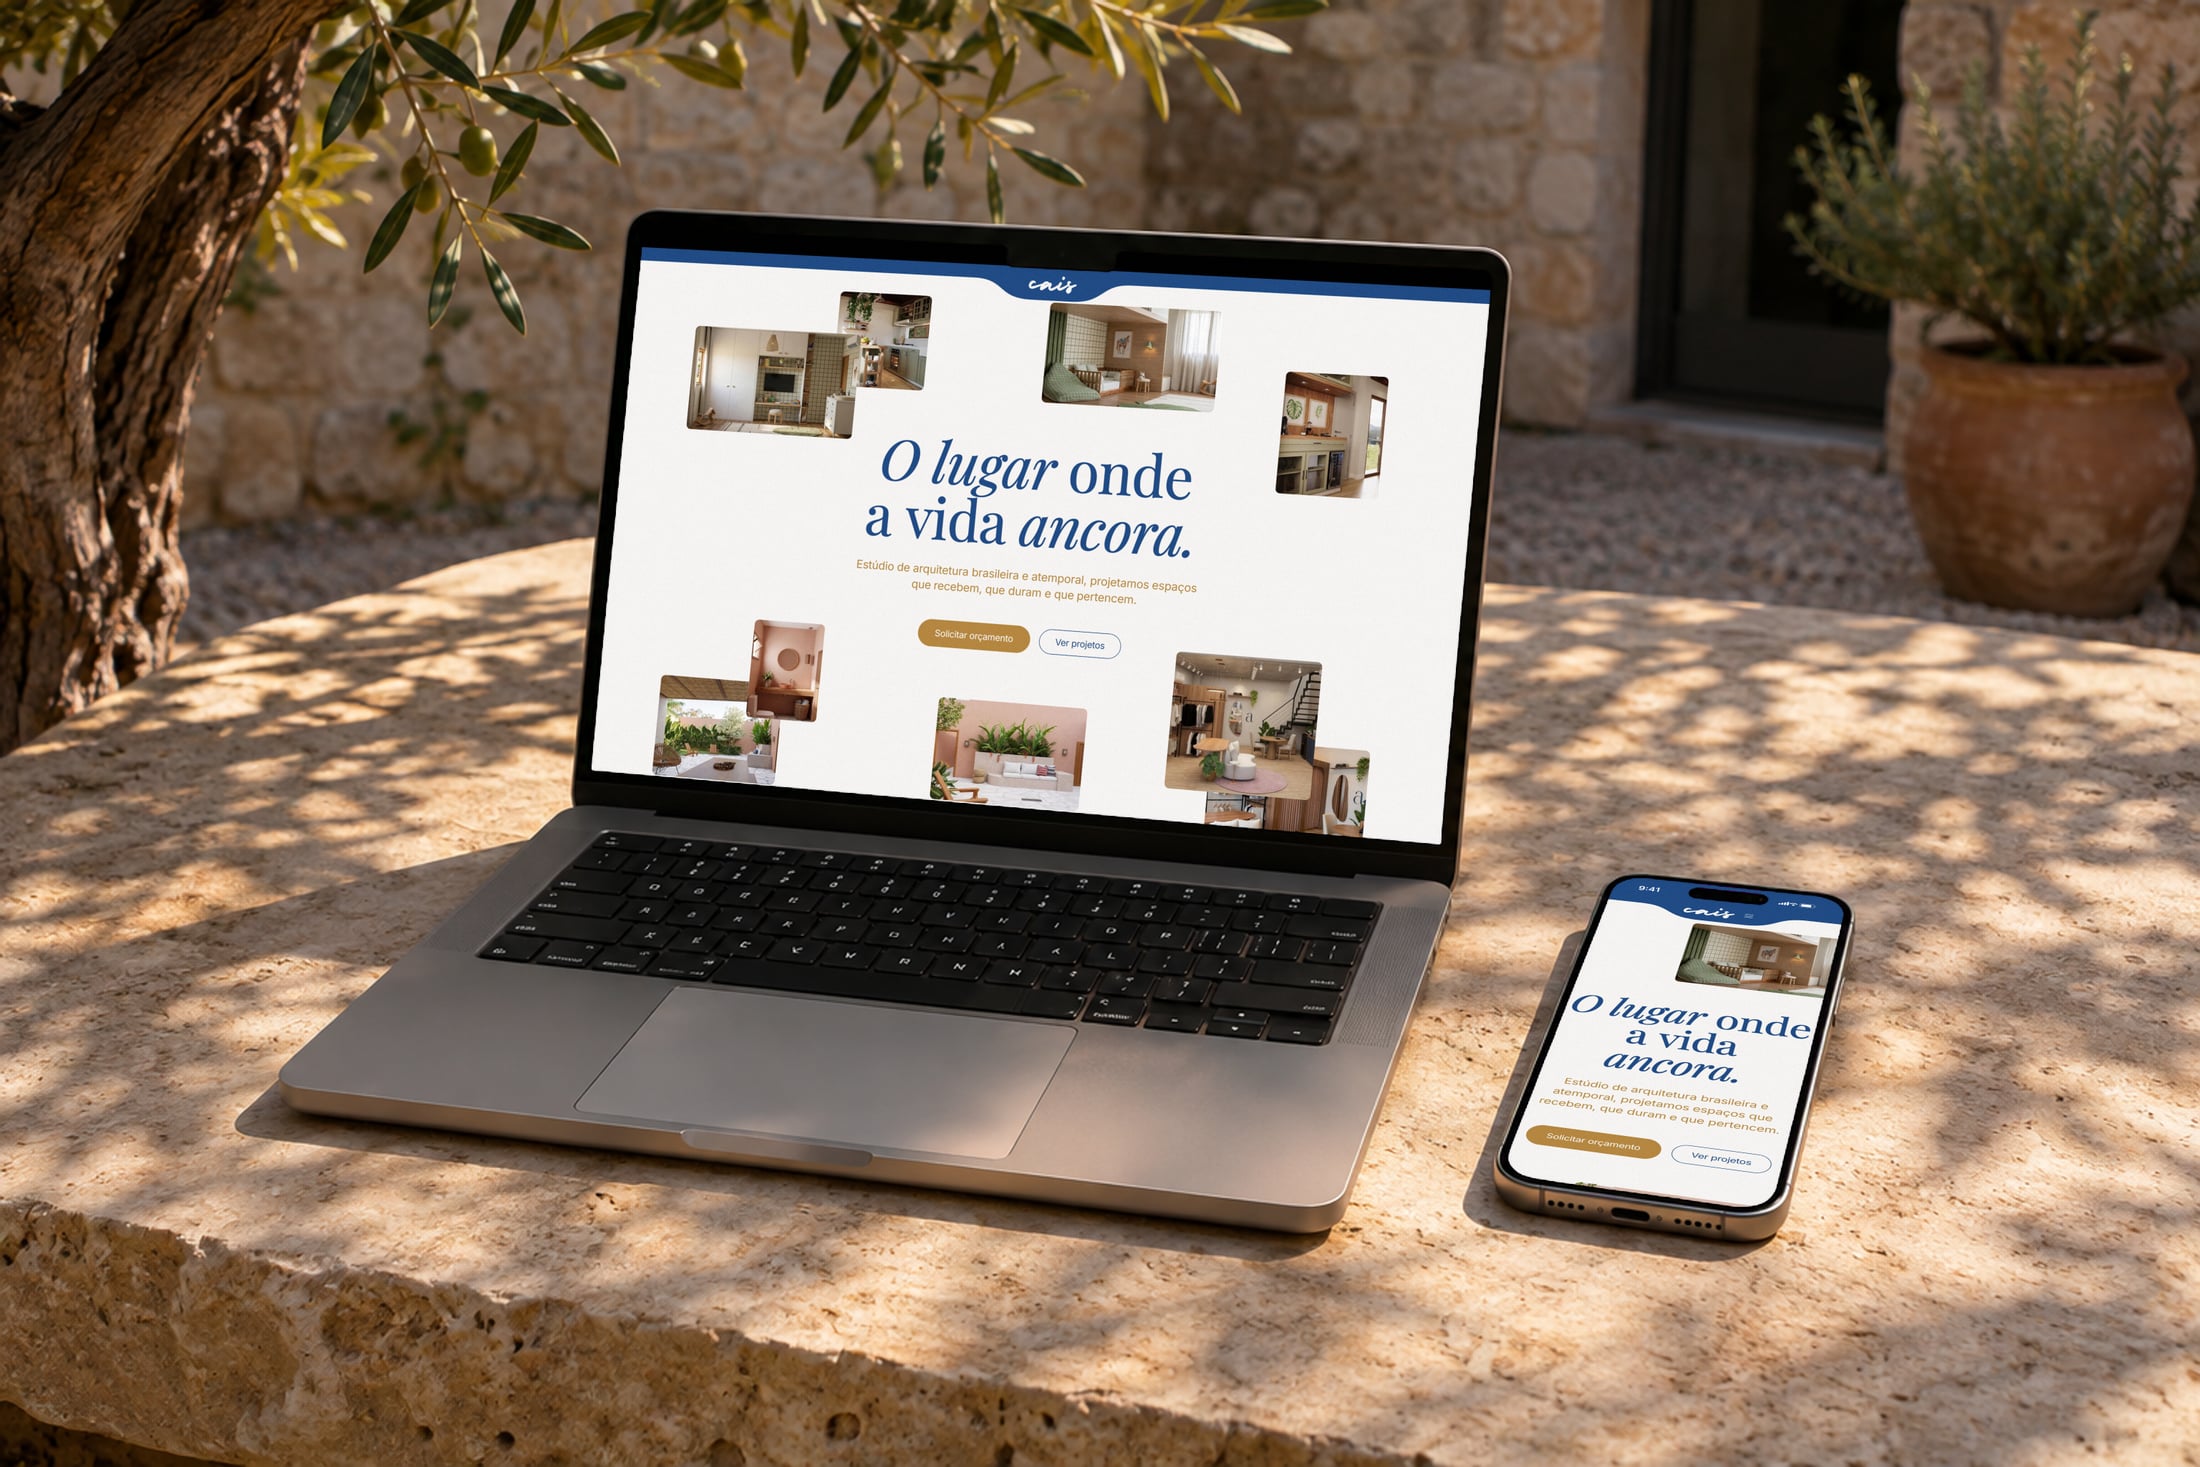 cais
O lugar onde
a vida ancora.
Estúdio de arquitetura brasileira e atemporal, projetamos espaços
que recebem, que duram e que pertencem.
Solicitar orçamento
Ver projetos
9:41
cais
O lugar onde
a vida
ancora.
Estúdio de arquitetura brasileira e
atemporal, projetamos espaços que
recebem, que duram e que pertencem.
Solicitar orçamento
Ver projetos